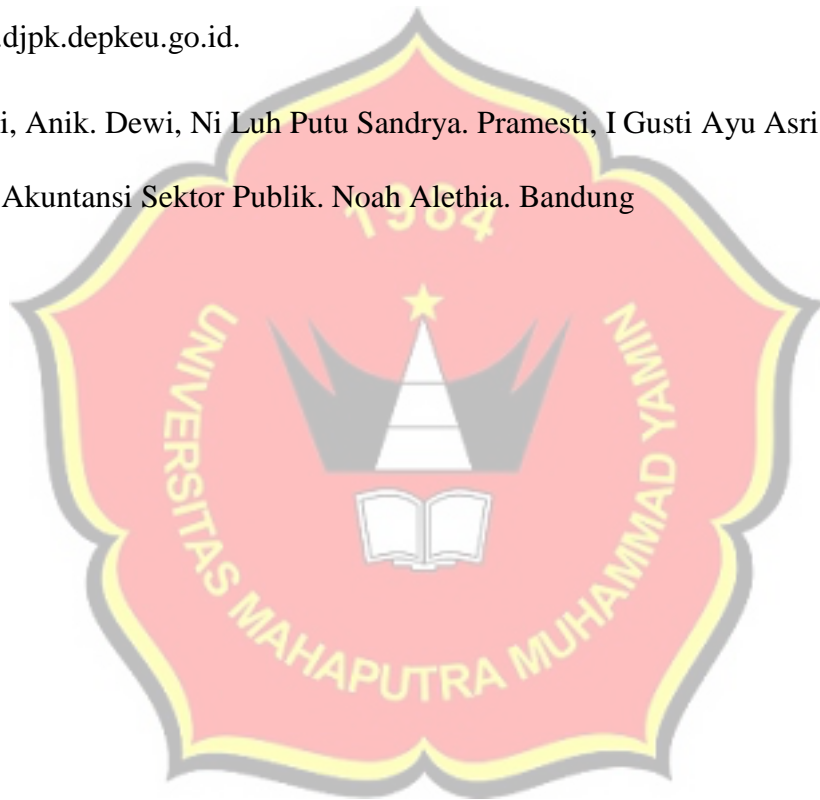 .djpk.depkeu.go.id.
i, Anik. Dewi, Ni Luh Putu Sandrya. Pramesti, I Gusti Ayu Asri
Akuntansi Sektor Publik. Noah Alethia. Bandung
1984
UNIVERSITAS MAHAPUTRA MUHAMMAD YAMIN